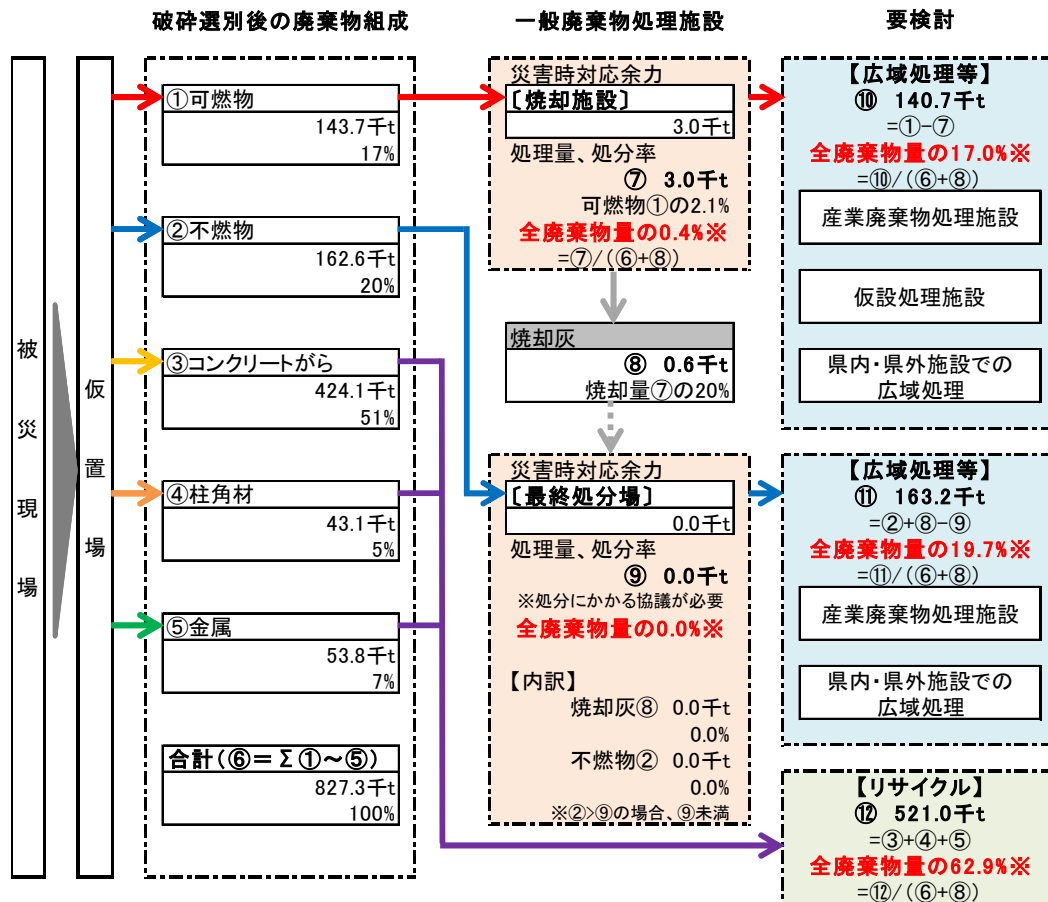 破砕選別後の廃棄物組成
一般廃棄物処理施設
要検討
被災現場
仮置場
①可燃物
143.7千t
17%
②不燃物
162.6千t
20%
③コンクリートがら
424.1千t
51%
④柱角材
43.1千t
5%
⑤金属
53.8千t
7%
合計(⑥=Σ①~⑤)
827.3千t
100%
災害時対応余力
〔焼却施設〕
3.0千t
処理量、処分率
⑦ 3.0千t
可燃物①の2.1%
全廃棄物量の0.4%※
=⑦/(⑥+⑧)
焼却灰
⑧ 0.6千t
焼却量⑦の20%
災害時対応余力
〔最終処分場〕
0.0千t
処理量、処分率
⑨ 0.0千t
※処分にかかる協議が必要
全廃棄物量の0.0%※
【内訳】
焼却灰⑧ 0.0千t
0.0%
不燃物② 0.0千t
0.0%
※②>⑨の場合、⑨未満
【広域処理等】
⑩ 140.7千t
=①-⑦
全廃棄物量の17.0%※
=⑩/(⑥+⑧)
産業廃棄物処理施設
仮設処理施設
県内・県外施設での
広域処理
【広域処理等】
⑪ 163.2千t
=②+⑧-⑨
全廃棄物量の19.7%※
=⑪/(⑥+⑧)
産業廃棄物処理施設
県内・県外施設での
広域処理
【リサイクル】
⑫ 521.0千t
=③+④+⑤
全廃棄物量の62.9%※
=⑫/(⑥+⑧)